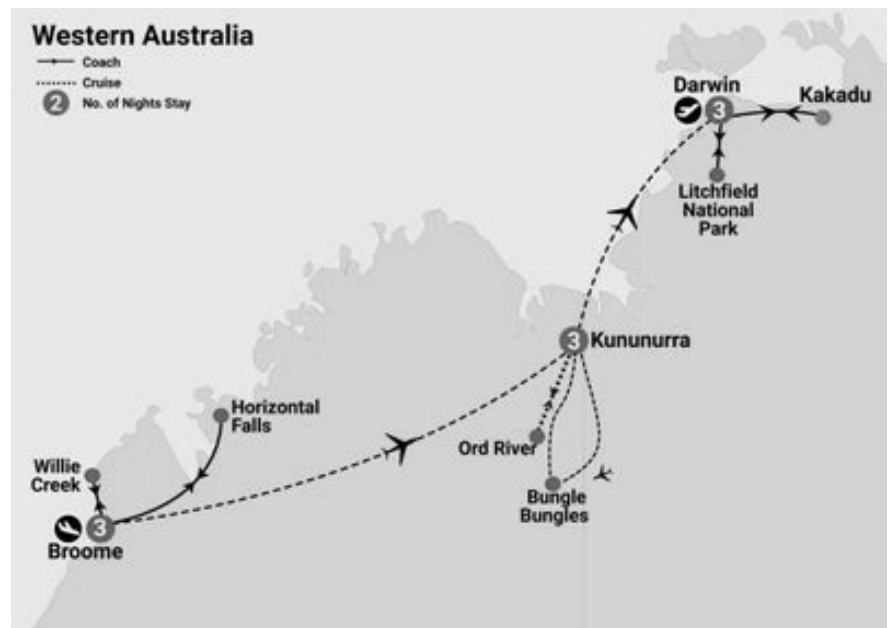 Western Australia
Coach
Cruise
2 No. of Nights Stay
Darwin
3
Kakadu
Litchfield
National
Park
3 Kununurra
Horizontal
Falls
Ord River
Willie
Creek
Bungle
Bungles
3
Broome